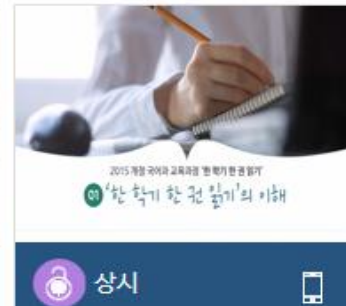 2015 개정 국어과 교육과정 '한 학기 한 권 읽기'
01 '한 학기 한 권 읽기'의 이해
상시